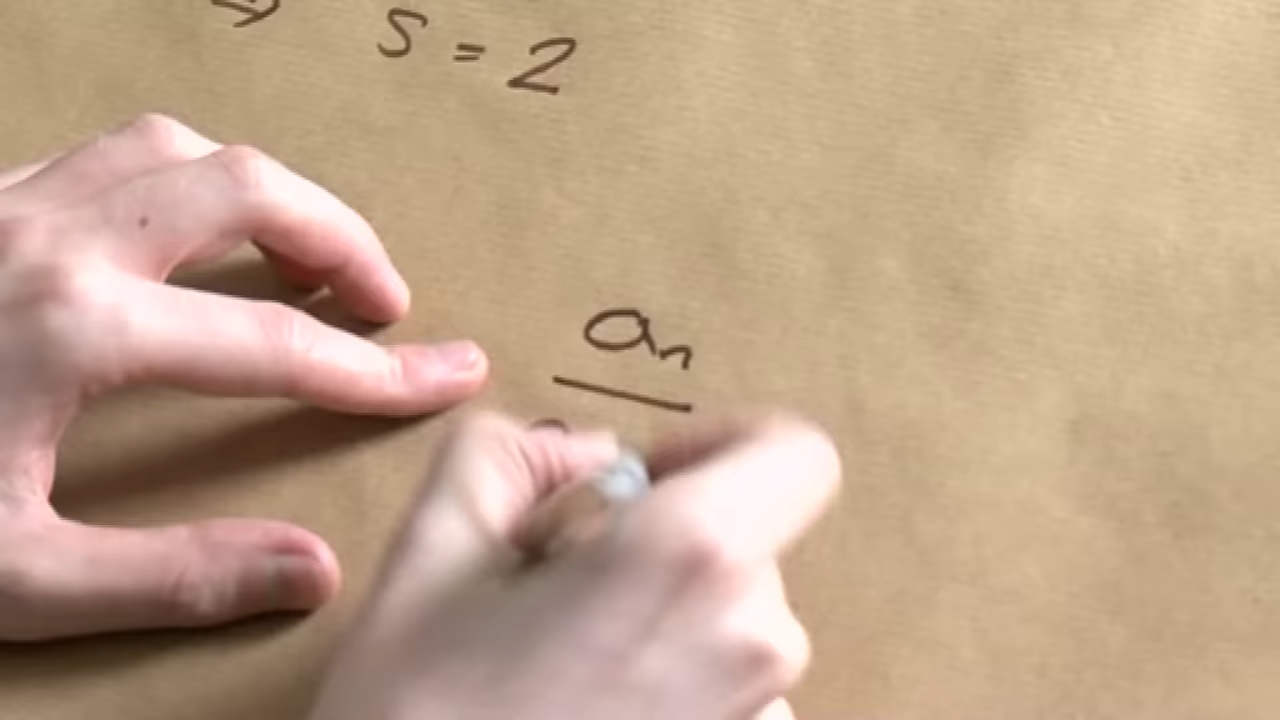 ⇒ S = 2
aₙ